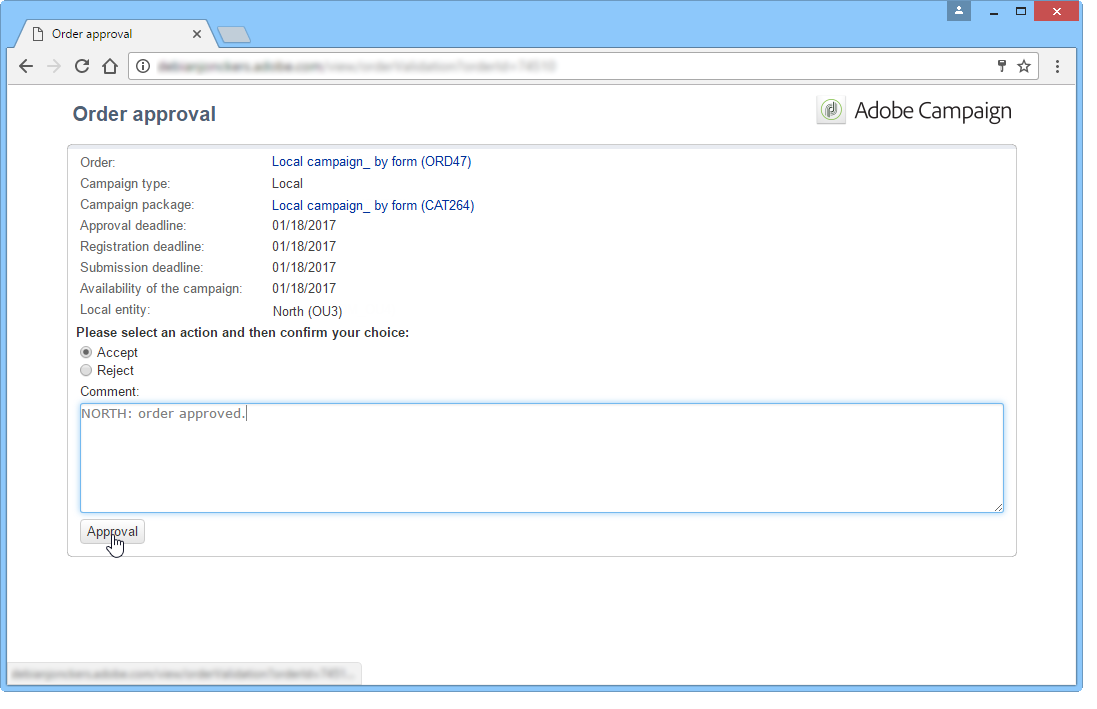 Order approval
Order approval
Adobe Campaign
Order: Local campaign_ by form (ORD47)
Campaign type: Local
Campaign package: Local campaign_ by form (CAT264)
Approval deadline: 01/18/2017
Registration deadline: 01/18/2017
Submission deadline: 01/18/2017
Availability of the campaign: 01/18/2017
Local entity: North (OU3)
Please select an action and then confirm your choice:
Accept
Reject
Comment:
NORTH: order approved.
Approval